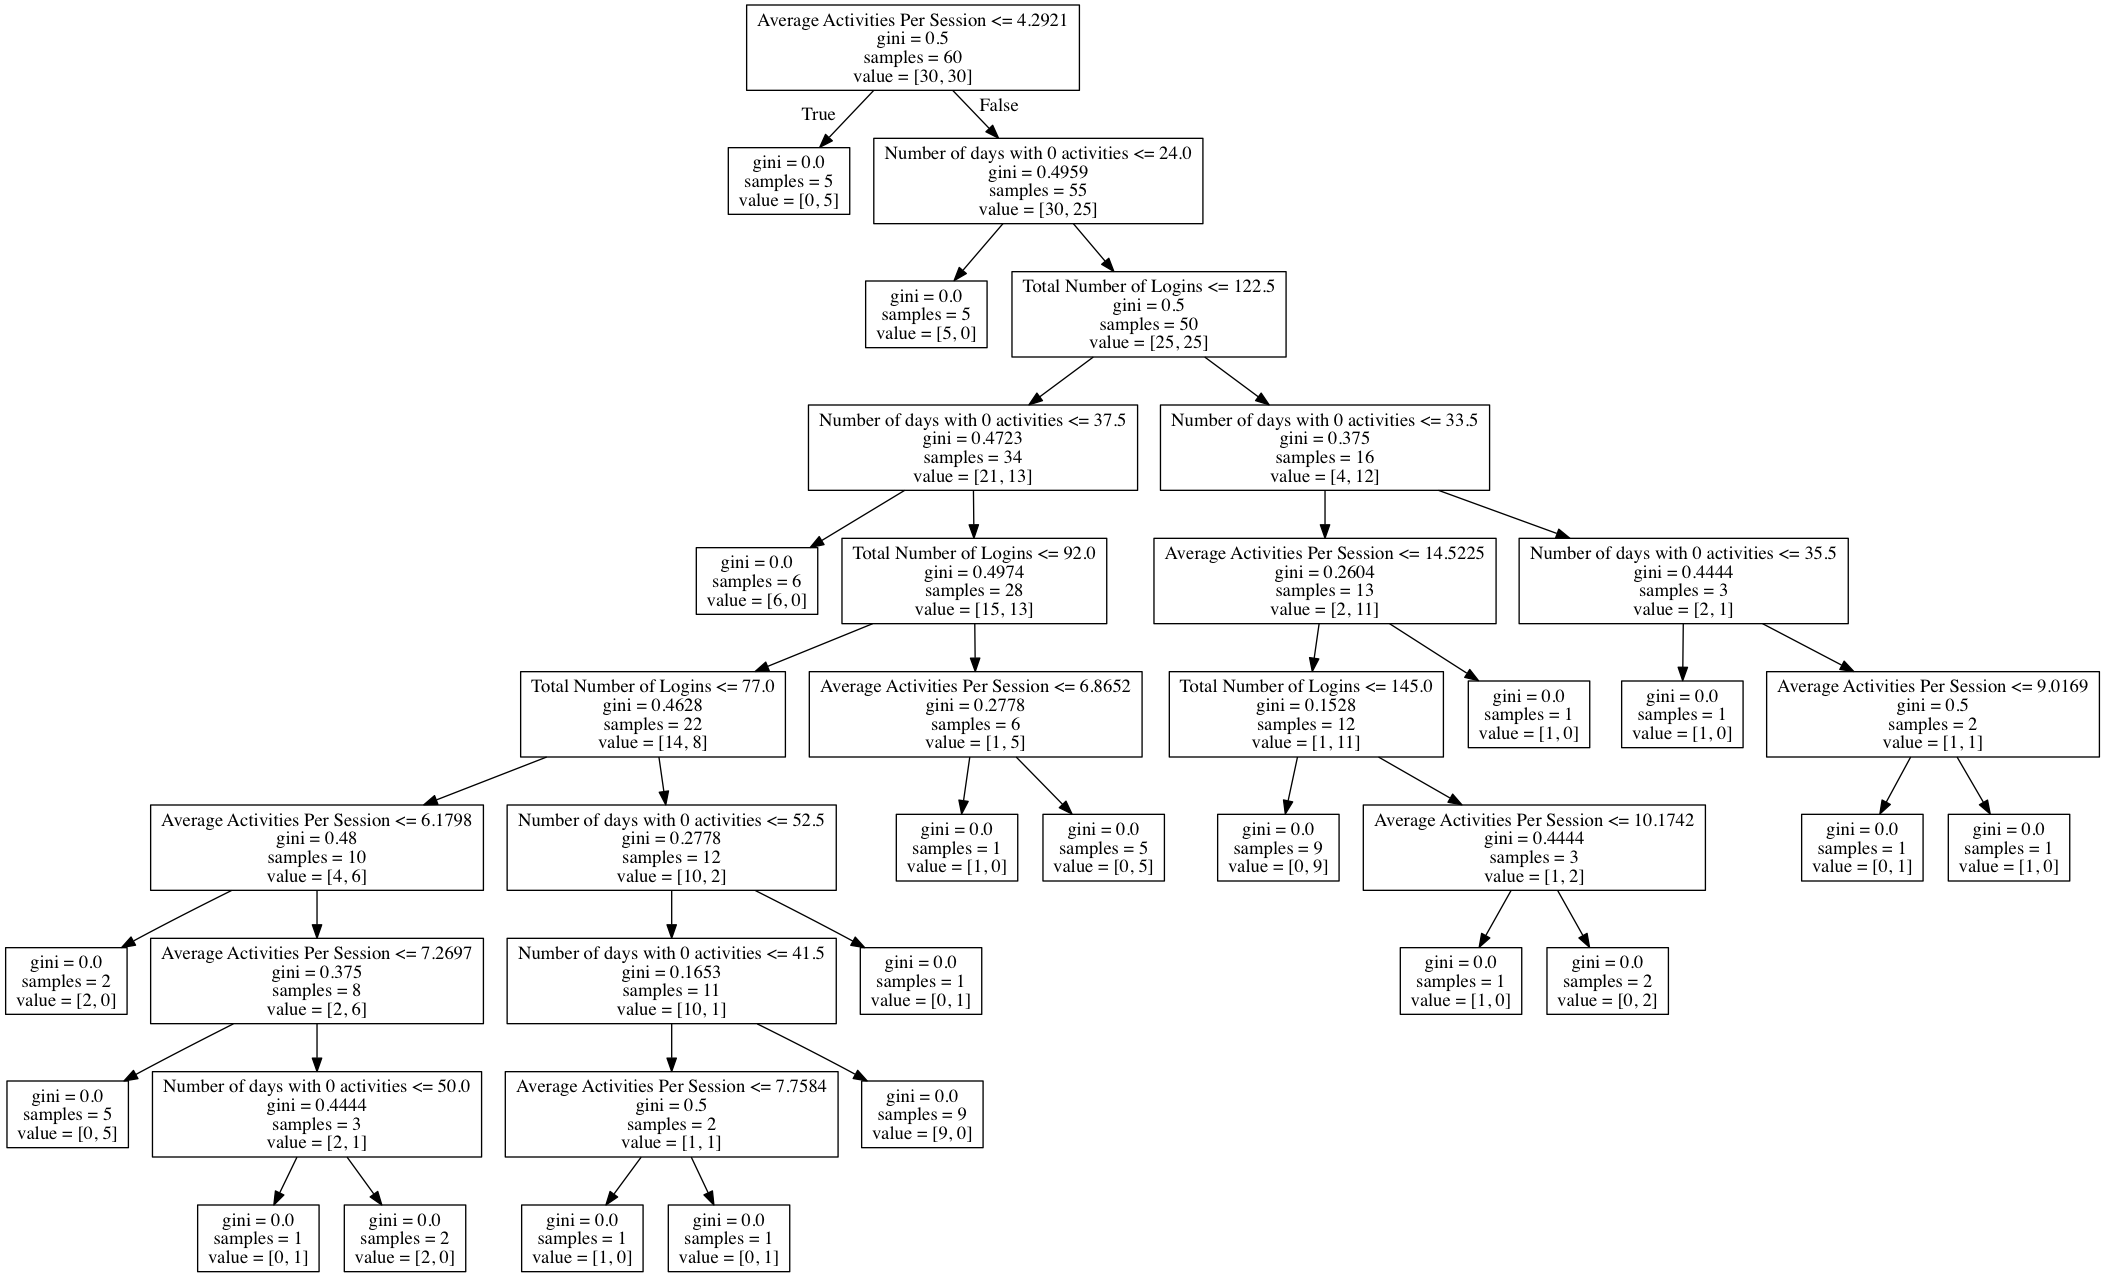 Average Activities Per Session <= 4.2921
gini = 0.5
samples = 60
value = [30, 30]
True
False
gini = 0.0
samples = 5
value = [0, 5]
Number of days with 0 activities <= 24.0
gini = 0.4959
samples = 55
value = [30, 25]
gini = 0.0
samples = 5
value = [5, 0]
Total Number of Logins <= 122.5
gini = 0.5
samples = 50
value = [25, 25]
Number of days with 0 activities <= 37.5
gini = 0.4723
samples = 34
value = [21, 13]
Number of days with 0 activities <= 33.5
gini = 0.375
samples = 16
value = [4, 12]
gini = 0.0
samples = 6
value = [6, 0]
Total Number of Logins <= 92.0
gini = 0.4974
samples = 28
value = [15, 13]
Average Activities Per Session <= 14.5225
gini = 0.2604
samples = 13
value = [2, 11]
Number of days with 0 activities <= 35.5
gini = 0.4444
samples = 3
value = [2, 1]
Total Number of Logins <= 77.0
gini = 0.4628
samples = 22
value = [14, 8]
Average Activities Per Session <= 6.8652
gini = 0.2778
samples = 6
value = [1, 5]
Total Number of Logins <= 145.0
gini = 0.1528
samples = 12
value = [1, 11]
gini = 0.0
samples = 1
value = [1, 0]
gini = 0.0
samples = 1
value = [1, 0]
Average Activities Per Session <= 9.0169
gini = 0.5
samples = 2
value = [1, 1]
Average Activities Per Session <= 6.1798
gini = 0.48
samples = 10
value = [4, 6]
Number of days with 0 activities <= 52.5
gini = 0.2778
samples = 12
value = [10, 2]
gini = 0.0
samples = 1
value = [1, 0]
gini = 0.0
samples = 5
value = [0, 5]
gini = 0.0
samples = 9
value = [0, 9]
Average Activities Per Session <= 10.1742
gini = 0.4444
samples = 3
value = [1, 2]
gini = 0.0
samples = 1
value = [0, 1]
gini = 0.0
samples = 1
value = [1, 0]
gini = 0.0
samples = 2
value = [2, 0]
Average Activities Per Session <= 7.2697
gini = 0.375
samples = 8
value = [2, 6]
Number of days with 0 activities <= 41.5
gini = 0.1653
samples = 11
value = [10, 1]
gini = 0.0
samples = 1
value = [0, 1]
gini = 0.0
samples = 1
value = [1, 0]
gini = 0.0
samples = 2
value = [0, 2]
gini = 0.0
samples = 5
value = [0, 5]
Number of days with 0 activities <= 50.0
gini = 0.4444
samples = 3
value = [2, 1]
Average Activities Per Session <= 7.7584
gini = 0.5
samples = 2
value = [1, 1]
gini = 0.0
samples = 9
value = [9, 0]
gini = 0.0
samples = 1
value = [0, 1]
gini = 0.0
samples = 2
value = [2, 0]
gini = 0.0
samples = 1
value = [1, 0]
gini = 0.0
samples = 1
value = [0, 1]